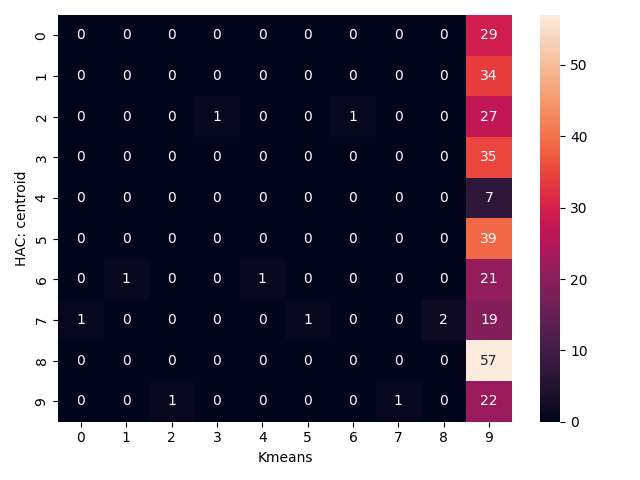 0 0 0 0 0 0 0 0 0 0 29
1 0 0 0 0 0 0 0 0 0 34
2 0 0 0 1 0 0 1 0 0 27
3 0 0 0 0 0 0 0 0 0 35
4 0 0 0 0 0 0 0 0 0 7
5 0 0 0 0 0 0 0 0 0 39
6 0 1 0 0 1 0 0 0 0 21
7 1 0 0 0 0 1 0 0 2 19
8 0 0 0 0 0 0 0 0 0 57
9 0 0 1 0 0 0 0 1 0 22
0 1 2 3 4 5 6 7 8 9
Kmeans
HAC: centroid
50
40
30
20
10
0